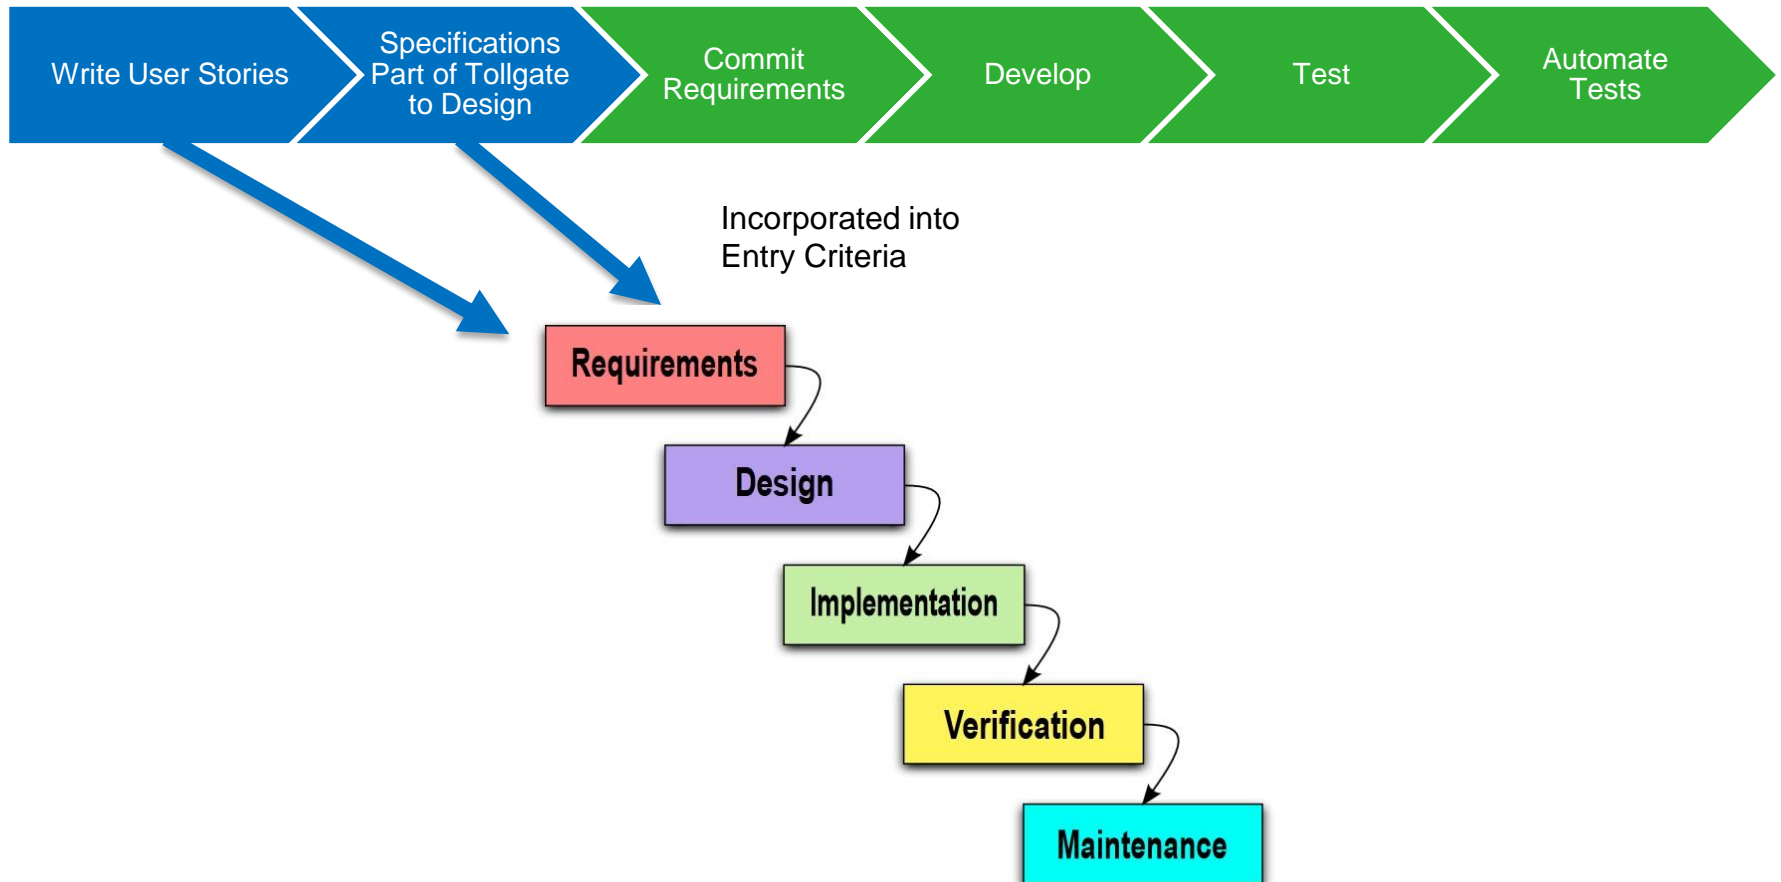 Write User Stories
Specifications
Part of Tollgate
to Design
Commit
Requirements
Develop
Test
Automate
Tests
Incorporated into
Entry Criteria
Requirements
Design
Implementation
Verification
Maintenance